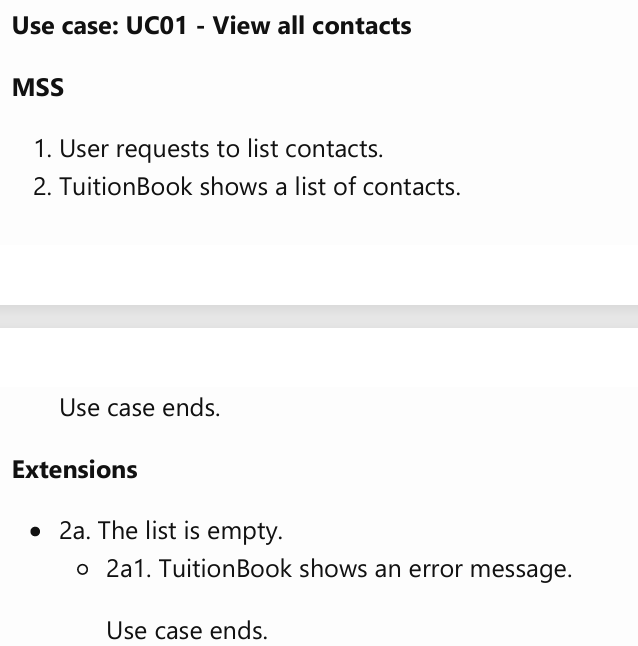 Use case: UC01 - View all contacts
MSS
1. User requests to list contacts.
2. TuitionBook shows a list of contacts.
Use case ends.
Extensions
• 2a. The list is empty.
○ 2a1. TuitionBook shows an error message.
Use case ends.